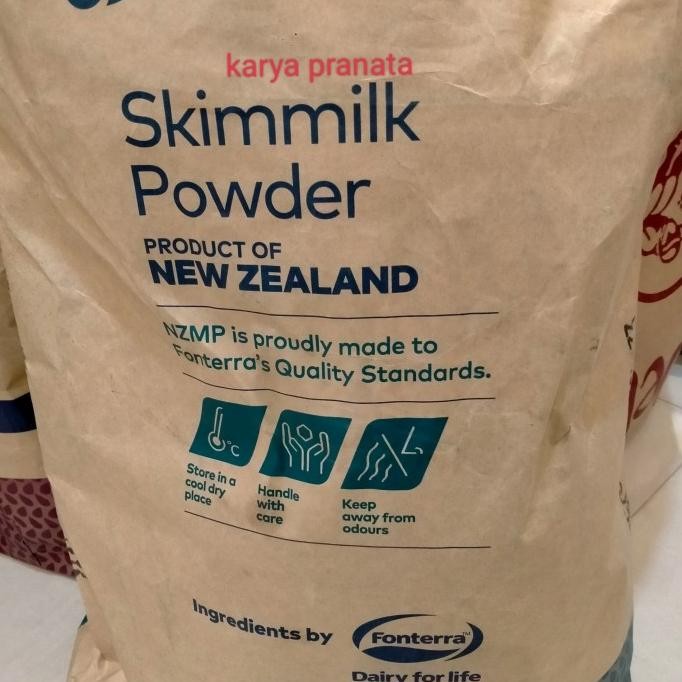 karya pranata
Skimmilk
Powder
PRODUCT OF
NEW ZEALAND
NZMP is proudly made to
Fonterra's Quality Standards.
°C
Store in a
cool dry
place
Handle
with
care
Keep
away from
odours
Ingredients by
Fonterra™
Dairy for life